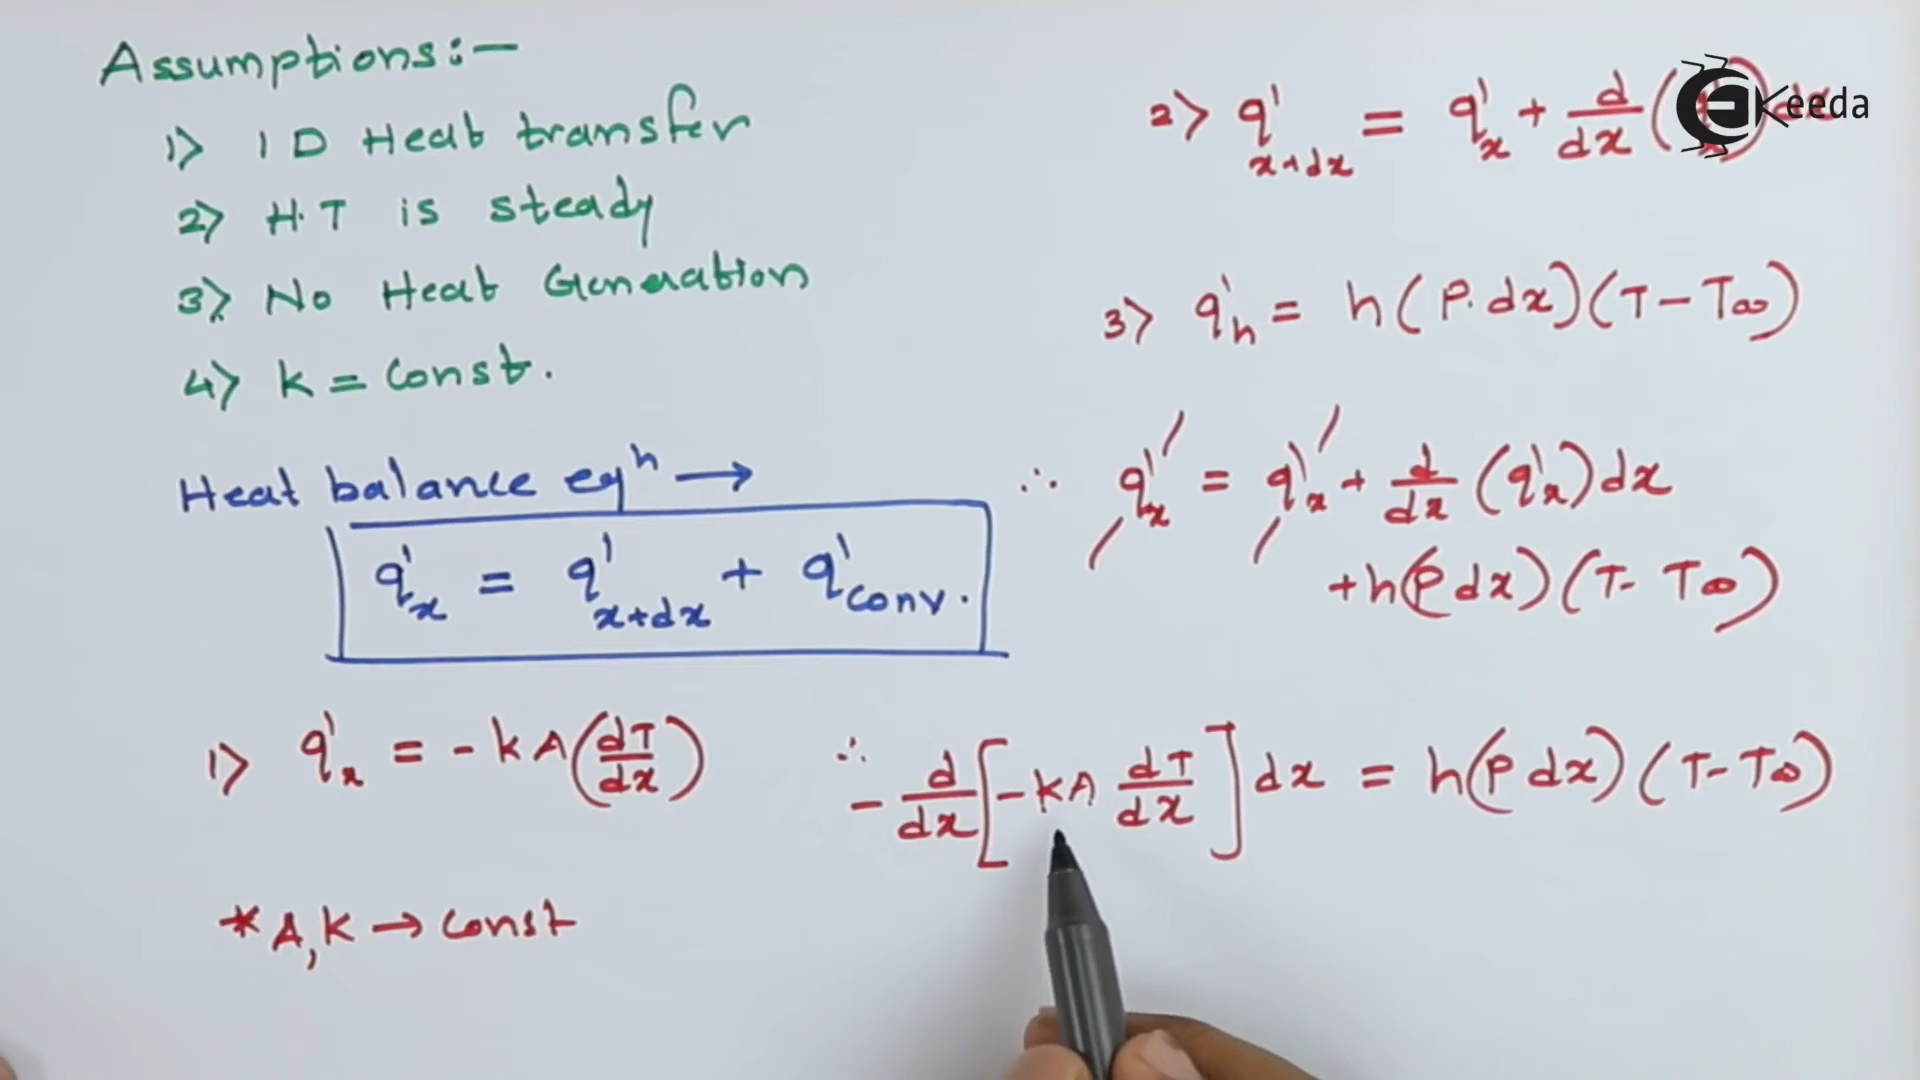 Assumptions:-
1) 1 D Heat transfer
2) H.T is steady
3) No Heat Generation
4) k = const.
Heat balance eqⁿ →
q'ₓ = q'ₓ₊dₓ + q'conv.
1) q'ₓ = -kA(dT/dx)
* A, k → const
2) q'ₓ₊dₓ = q'ₓ + d/dx (q'ₓ) dx
Keeda
3) q'h = h(P.dx)(T-T∞)
∴ q'ₓ = q'ₓ + d/dx (q'ₓ)dx
+h(P dx)(T-T∞)
∴ -d/dx[-kA dT/dx]dx = h(P dx)(T-T∞)